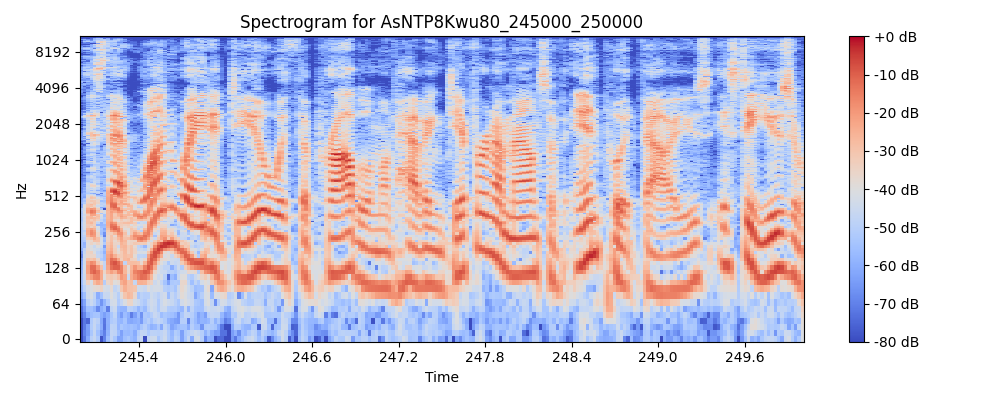 Spectrogram for AsNTP8Kwu80_245000_250000
8192
4096
2048
1024
512
256
128
64
0
Hz
245.4 246.0 246.6 247.2 247.8 248.4 249.0 249.6
Time
+0 dB
-10 dB
-20 dB
-30 dB
-40 dB
-50 dB
-60 dB
-70 dB
-80 dB